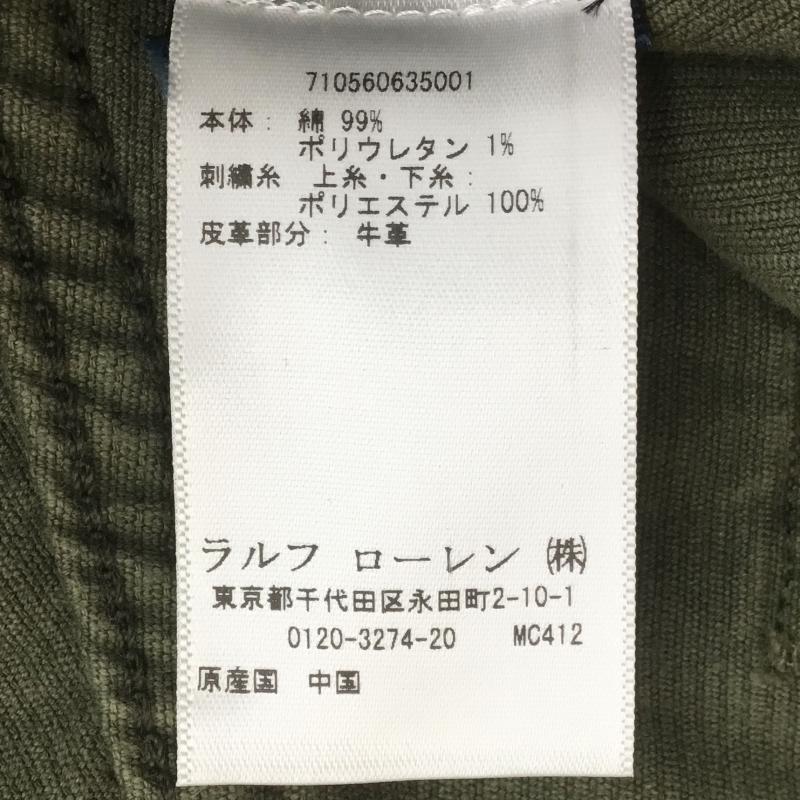 710560635001
本体： 綿 99%
ポリウレタン 1%
刺繍糸　上糸・下糸：
ポリエステル 100%
皮革部分： 牛革
ラルフ ローレン ㈱
東京都千代田区永田町2-10-1
0120-3274-20　MC412
原産国　中国